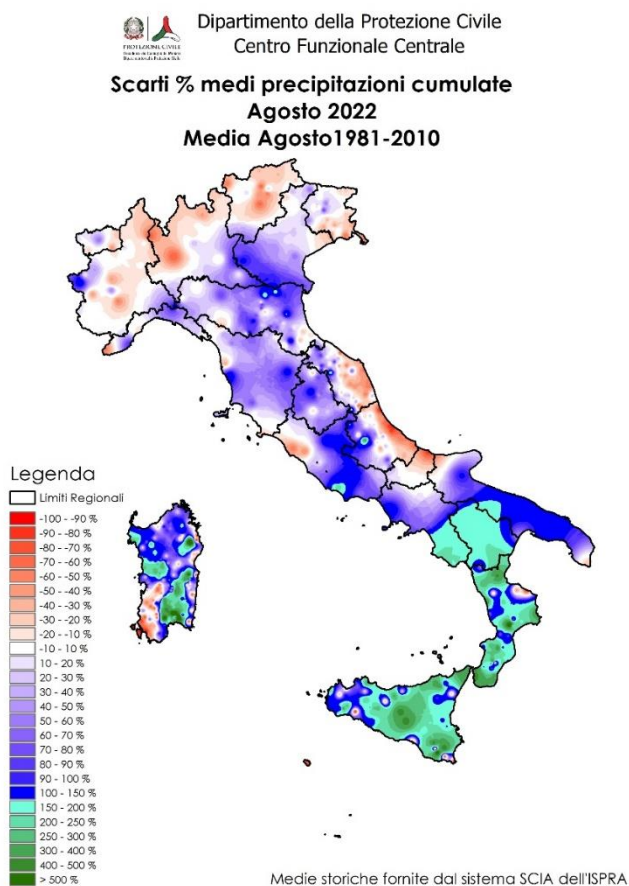 Dipartimento della Protezione Civile
Centro Funzionale Centrale
PROTEZIONE CIVILE
Scarti % medi precipitazioni cumulate
Agosto 2022
Media Agosto1981-2010
Legenda
Limiti Regionali
-100 - -90 %
-90 - -80 %
-80 - -70 %
-70 - -60 %
-60 - -50 %
-50 - -40 %
-40 - -30 %
-30 - -20 %
-20 - -10 %
-10 - 10 %
10 - 20 %
20 - 30 %
30 - 40 %
40 - 50 %
50 - 60 %
60 - 70 %
70 - 80 %
80 - 90 %
90 - 100 %
100 - 150 %
150 - 200 %
200 - 250 %
250 - 300 %
300 - 400 %
400 - 500 %
> 500 %
Medie storiche fornite dal sistema SCIA dell'ISPRA